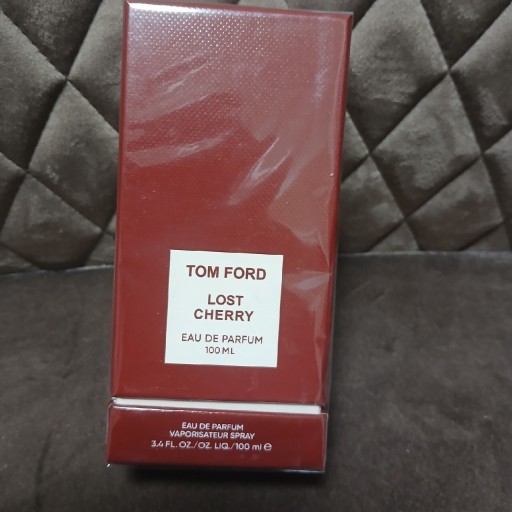 TOM FORD
LOST
CHERRY
EAU DE PARFUM
100 ML
EAU DE PARFUM
VAPORISATEUR SPRAY
3.4 FL. OZ./OZ. LIQ./100 ml ℮